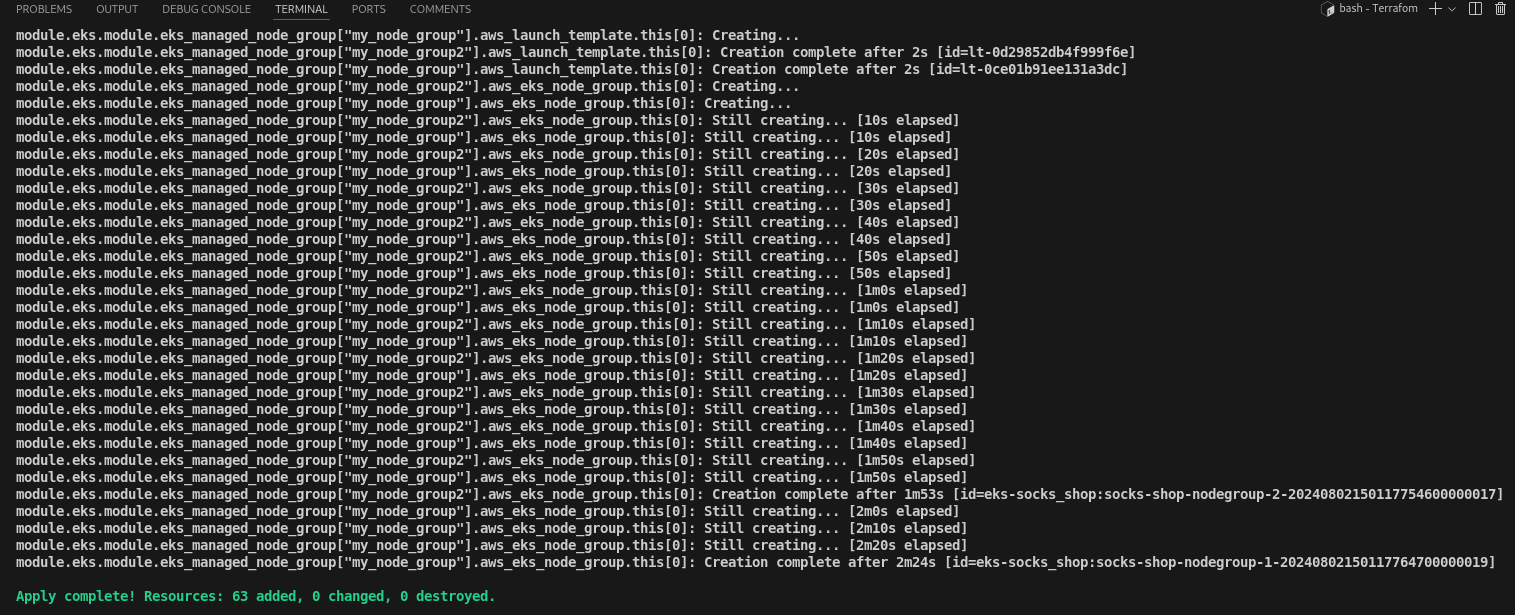 PROBLEMS OUTPUT DEBUG CONSOLE TERMINAL PORTS COMMENTS bash - Terrafom
module.eks.module.eks_managed_node_group["my_node_group"].aws_launch_template.this[0]: Creating...
module.eks.module.eks_managed_node_group["my_node_group2"].aws_launch_template.this[0]: Creation complete after 2s [id=lt-0d29852db4f999f6e]
module.eks.module.eks_managed_node_group["my_node_group"].aws_launch_template.this[0]: Creation complete after 2s [id=lt-0ce01b91ee131a3dc]
module.eks.module.eks_managed_node_group["my_node_group2"].aws_eks_node_group.this[0]: Creating...
module.eks.module.eks_managed_node_group["my_node_group"].aws_eks_node_group.this[0]: Creating...
module.eks.module.eks_managed_node_group["my_node_group2"].aws_eks_node_group.this[0]: Still creating... [10s elapsed]
module.eks.module.eks_managed_node_group["my_node_group"].aws_eks_node_group.this[0]: Still creating... [10s elapsed]
module.eks.module.eks_managed_node_group["my_node_group2"].aws_eks_node_group.this[0]: Still creating... [20s elapsed]
module.eks.module.eks_managed_node_group["my_node_group"].aws_eks_node_group.this[0]: Still creating... [20s elapsed]
module.eks.module.eks_managed_node_group["my_node_group2"].aws_eks_node_group.this[0]: Still creating... [30s elapsed]
module.eks.module.eks_managed_node_group["my_node_group"].aws_eks_node_group.this[0]: Still creating... [30s elapsed]
module.eks.module.eks_managed_node_group["my_node_group2"].aws_eks_node_group.this[0]: Still creating... [40s elapsed]
module.eks.module.eks_managed_node_group["my_node_group"].aws_eks_node_group.this[0]: Still creating... [40s elapsed]
module.eks.module.eks_managed_node_group["my_node_group2"].aws_eks_node_group.this[0]: Still creating... [50s elapsed]
module.eks.module.eks_managed_node_group["my_node_group"].aws_eks_node_group.this[0]: Still creating... [50s elapsed]
module.eks.module.eks_managed_node_group["my_node_group2"].aws_eks_node_group.this[0]: Still creating... [1m0s elapsed]
module.eks.module.eks_managed_node_group["my_node_group"].aws_eks_node_group.this[0]: Still creating... [1m0s elapsed]
module.eks.module.eks_managed_node_group["my_node_group2"].aws_eks_node_group.this[0]: Still creating... [1m10s elapsed]
module.eks.module.eks_managed_node_group["my_node_group"].aws_eks_node_group.this[0]: Still creating... [1m10s elapsed]
module.eks.module.eks_managed_node_group["my_node_group2"].aws_eks_node_group.this[0]: Still creating... [1m20s elapsed]
module.eks.module.eks_managed_node_group["my_node_group"].aws_eks_node_group.this[0]: Still creating... [1m20s elapsed]
module.eks.module.eks_managed_node_group["my_node_group2"].aws_eks_node_group.this[0]: Still creating... [1m30s elapsed]
module.eks.module.eks_managed_node_group["my_node_group"].aws_eks_node_group.this[0]: Still creating... [1m30s elapsed]
module.eks.module.eks_managed_node_group["my_node_group2"].aws_eks_node_group.this[0]: Still creating... [1m40s elapsed]
module.eks.module.eks_managed_node_group["my_node_group"].aws_eks_node_group.this[0]: Still creating... [1m40s elapsed]
module.eks.module.eks_managed_node_group["my_node_group2"].aws_eks_node_group.this[0]: Still creating... [1m50s elapsed]
module.eks.module.eks_managed_node_group["my_node_group"].aws_eks_node_group.this[0]: Still creating... [1m50s elapsed]
module.eks.module.eks_managed_node_group["my_node_group2"].aws_eks_node_group.this[0]: Creation complete after 1m53s [id=eks-socks_shop:socks-shop-nodegroup-2-20240802150117754600000017]
module.eks.module.eks_managed_node_group["my_node_group"].aws_eks_node_group.this[0]: Still creating... [2m0s elapsed]
module.eks.module.eks_managed_node_group["my_node_group"].aws_eks_node_group.this[0]: Still creating... [2m10s elapsed]
module.eks.module.eks_managed_node_group["my_node_group"].aws_eks_node_group.this[0]: Still creating... [2m20s elapsed]
module.eks.module.eks_managed_node_group["my_node_group"].aws_eks_node_group.this[0]: Creation complete after 2m24s [id=eks-socks_shop:socks-shop-nodegroup-1-20240802150117764700000019]
Apply complete! Resources: 63 added, 0 changed, 0 destroyed.